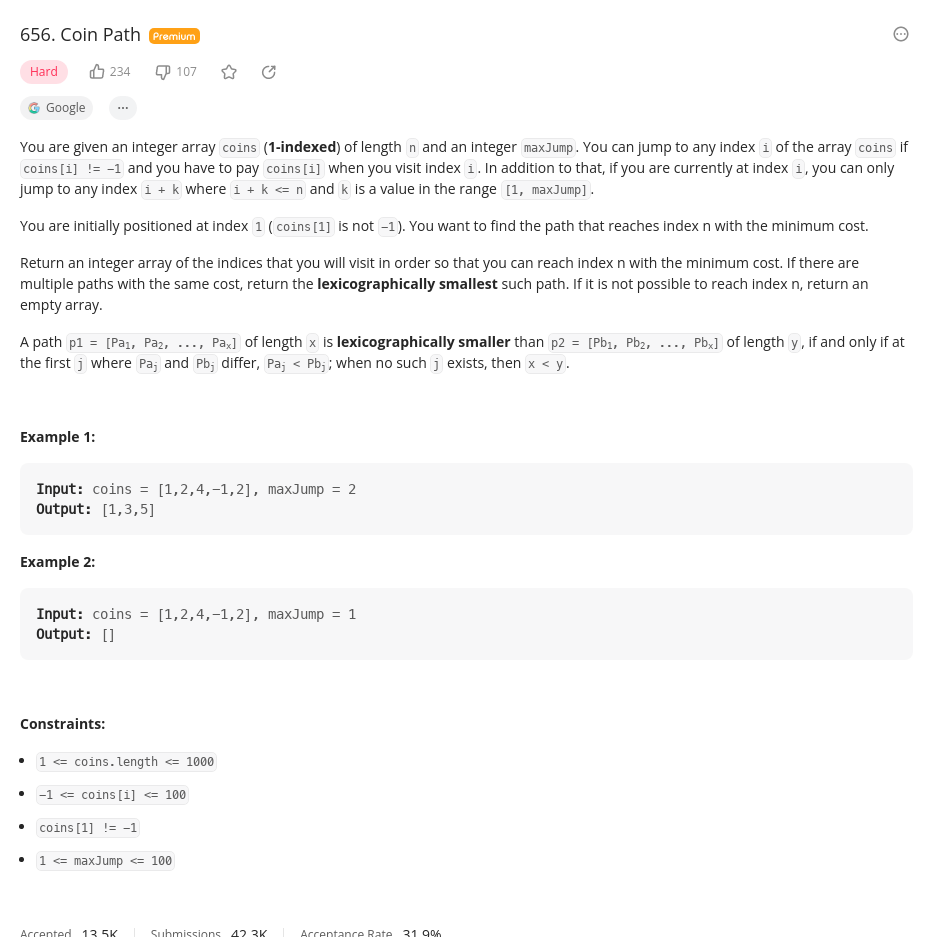 656. Coin Path Premium
Hard 234 107
Google ...
You are given an integer array coins (1-indexed) of length n and an integer maxJump. You can jump to any index i of the array coins if
coins[i] != -1 and you have to pay coins[i] when you visit index i. In addition to that, if you are currently at index i, you can only
jump to any index i + k where i + k <= n and k is a value in the range [1, maxJump].
You are initially positioned at index 1 (coins[1] is not -1). You want to find the path that reaches index n with the minimum cost.
Return an integer array of the indices that you will visit in order so that you can reach index n with the minimum cost. If there are
multiple paths with the same cost, return the lexicographically smallest such path. If it is not possible to reach index n, return an
empty array.
A path p1 = [Pa1, Pa2, ..., Pax] of length x is lexicographically smaller than p2 = [Pb1, Pb2, ..., Pbx] of length y, if and only if at
the first j where Paj and Pbj differ, Paj < Pbj; when no such j exists, then x < y.
Example 1:
Input: coins = [1,2,4,-1,2], maxJump = 2
Output: [1,3,5]
Example 2:
Input: coins = [1,2,4,-1,2], maxJump = 1
Output: []
Constraints:
1 <= coins.length <= 1000
-1 <= coins[i] <= 100
coins[1] != -1
1 <= maxJump <= 100
Accepted 13.5K Submissions 42.3K Acceptance Rate 31.9%